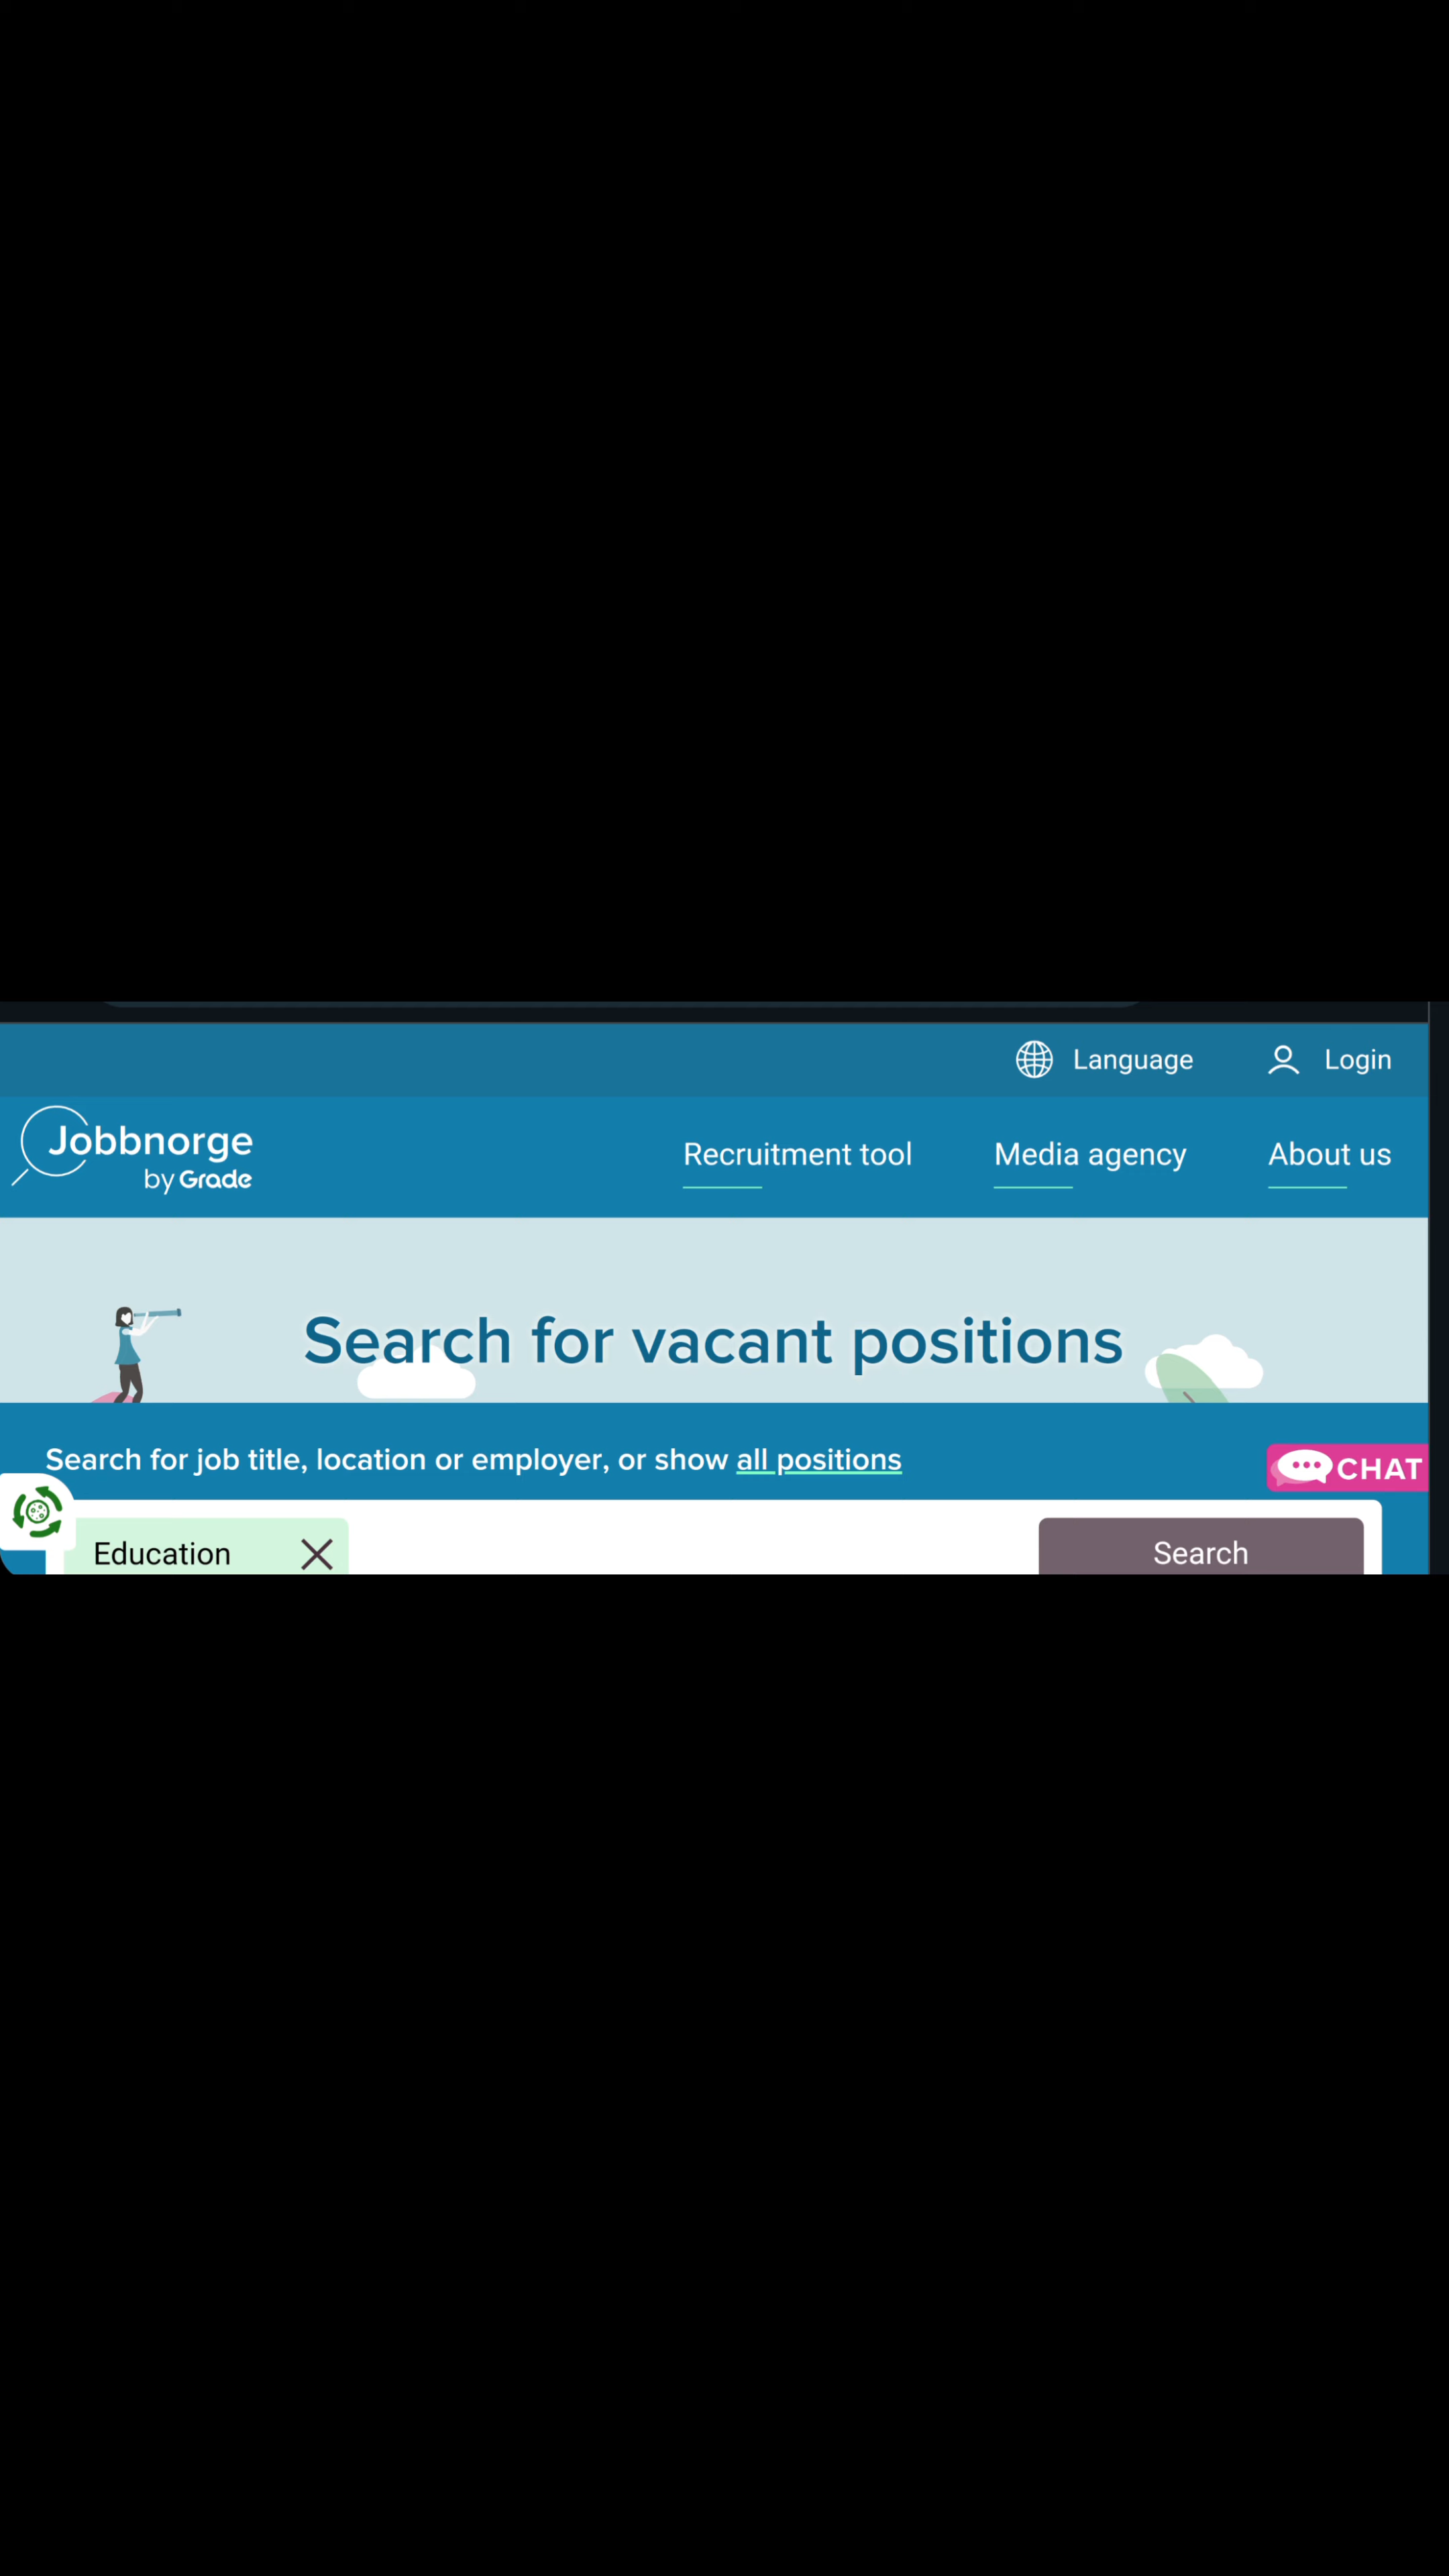 Language Login
Jobbnorge
by Grade
Recruitment tool Media agency About us
Search for vacant positions
Search for job title, location or employer, or show all positions
CHAT
Education Search